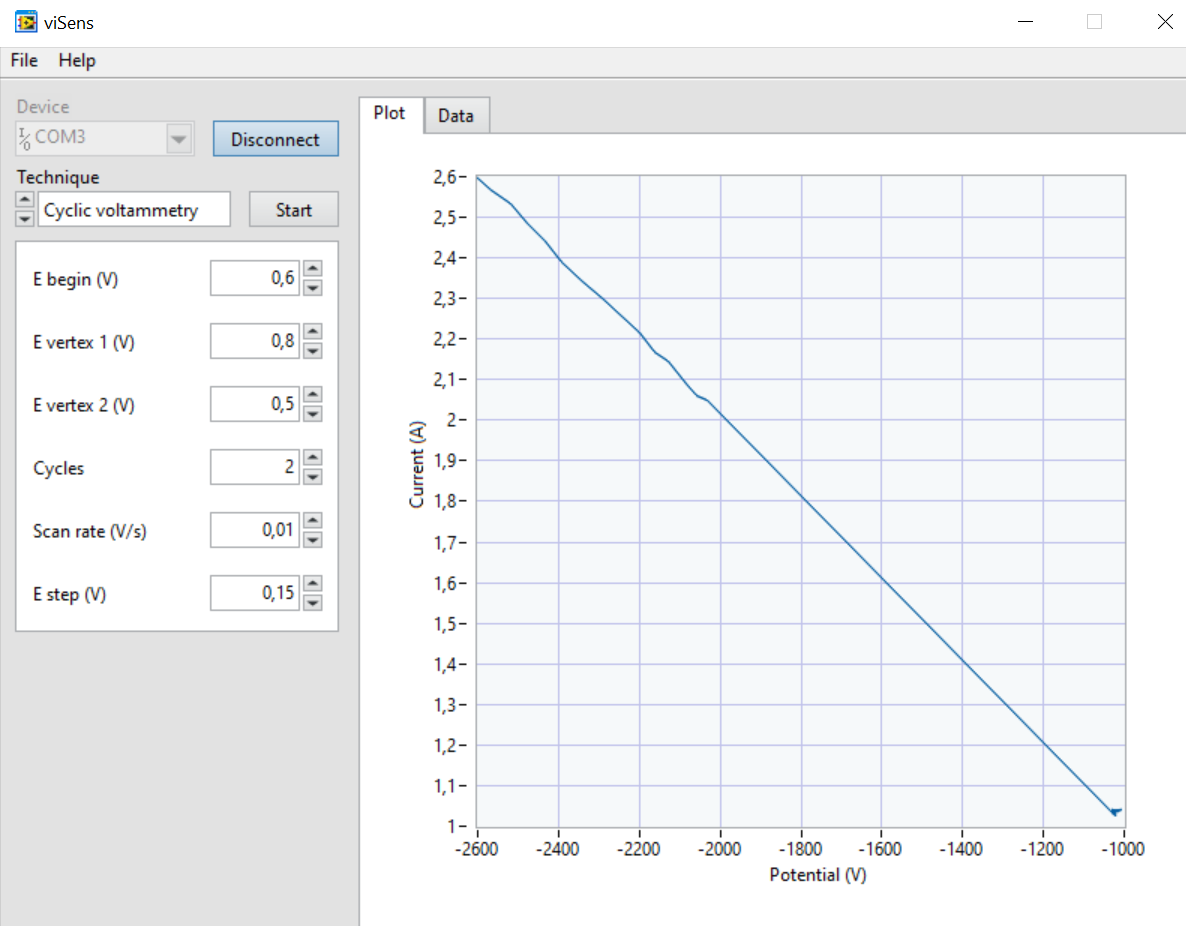 viSens
File Help
Device
COM3 Disconnect
Technique
Cyclic voltammetry Start
E begin (V) 0,6
E vertex 1 (V) 0,8
E vertex 2 (V) 0,5
Cycles 2
Scan rate (V/s) 0,01
E step (V) 0,15
Plot Data
2,6
2,5
2,4
2,3
2,2
2,1
2
1,9
1,8
1,7
1,6
1,5
1,4
1,3
1,2
1,1
1
Current (A)
-2600 -2400 -2200 -2000 -1800 -1600 -1400 -1200 -1000
Potential (V)